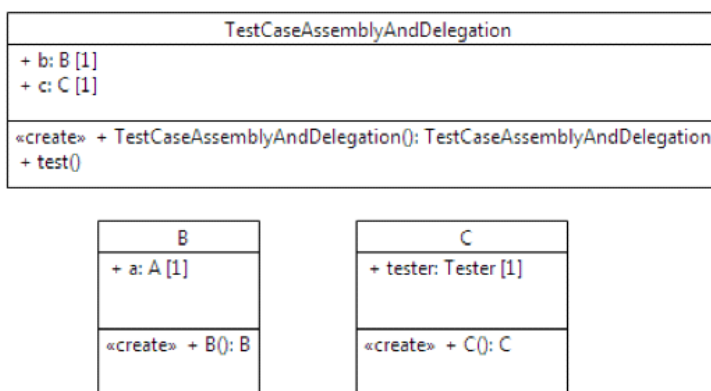 TestCaseAssemblyAndDelegation
+ b: B [1]
+ c: C [1]
«create» + TestCaseAssemblyAndDelegation(): TestCaseAssemblyAndDelegation
+ test()
B
+ a: A [1]
«create» + B(): B
C
+ tester: Tester [1]
«create» + C(): C